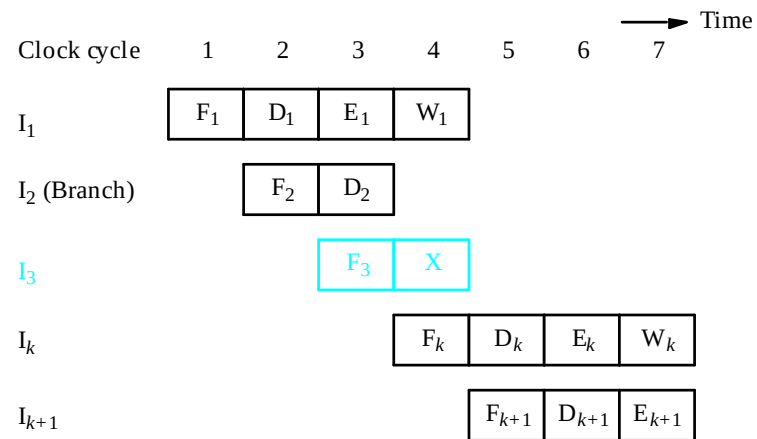 Time
Clock cycle 1 2 3 4 5 6 7
I1 F1 D1 E1 W1
I2 (Branch) F2 D2
I3 F3 X
Ik Fk Dk Ek Wk
Ik+1 Fk+1 Dk+1 Ek+1